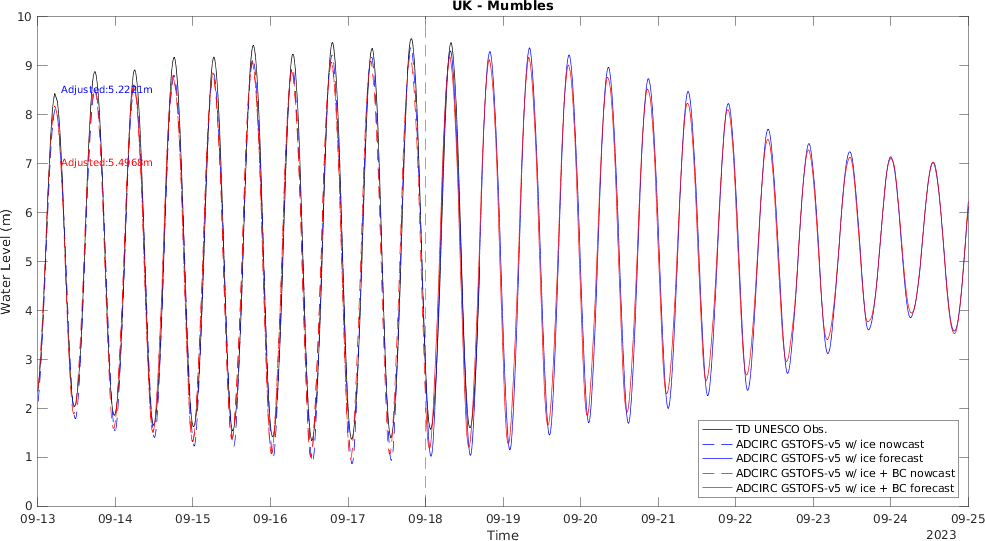 UK - Mumbles
10
9
8
7
6
5
4
3
2
1
0
Water Level (m)
Adjusted:5.2221m
Adjusted:5.4968m
TD UNESCO Obs.
ADCIRC GSTOFS-v5 w/ ice nowcast
ADCIRC GSTOFS-v5 w/ ice forecast
ADCIRC GSTOFS-v5 w/ ice + BC nowcast
ADCIRC GSTOFS-v5 w/ ice + BC forecast
09-13 09-14 09-15 09-16 09-17 09-18 09-19 09-20 09-21 09-22 09-23 09-24 09-25
Time
2023